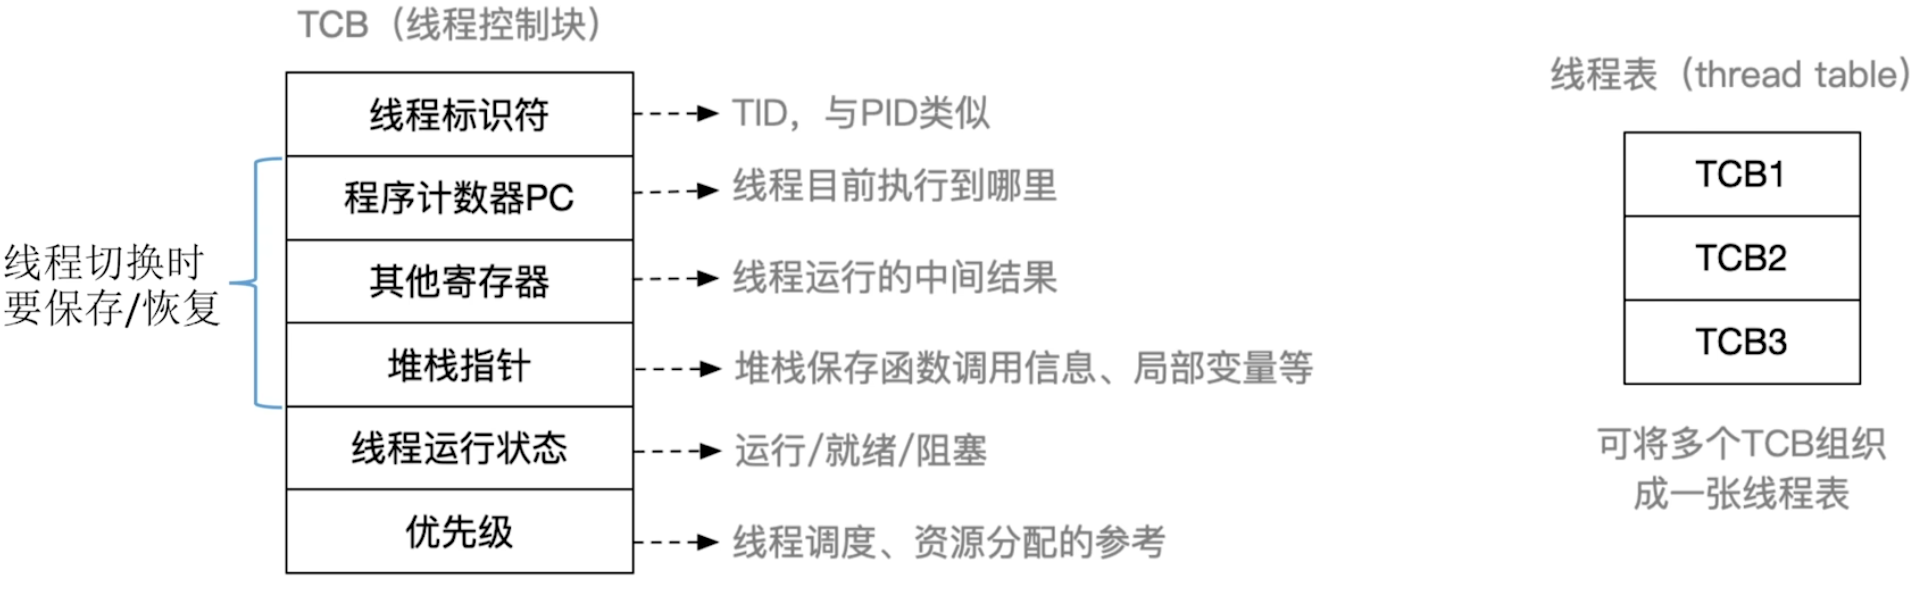 TCB（线程控制块）
线程标识符
TID，与PID类似
程序计数器PC
线程目前执行到哪里
其他寄存器
线程运行的中间结果
堆栈指针
堆栈保存函数调用信息、局部变量等
线程运行状态
运行/就绪/阻塞
优先级
线程调度、资源分配的参考
线程切换时
要保存/恢复
线程表（thread table）
TCB1
TCB2
TCB3
可将多个TCB组织
成一张线程表